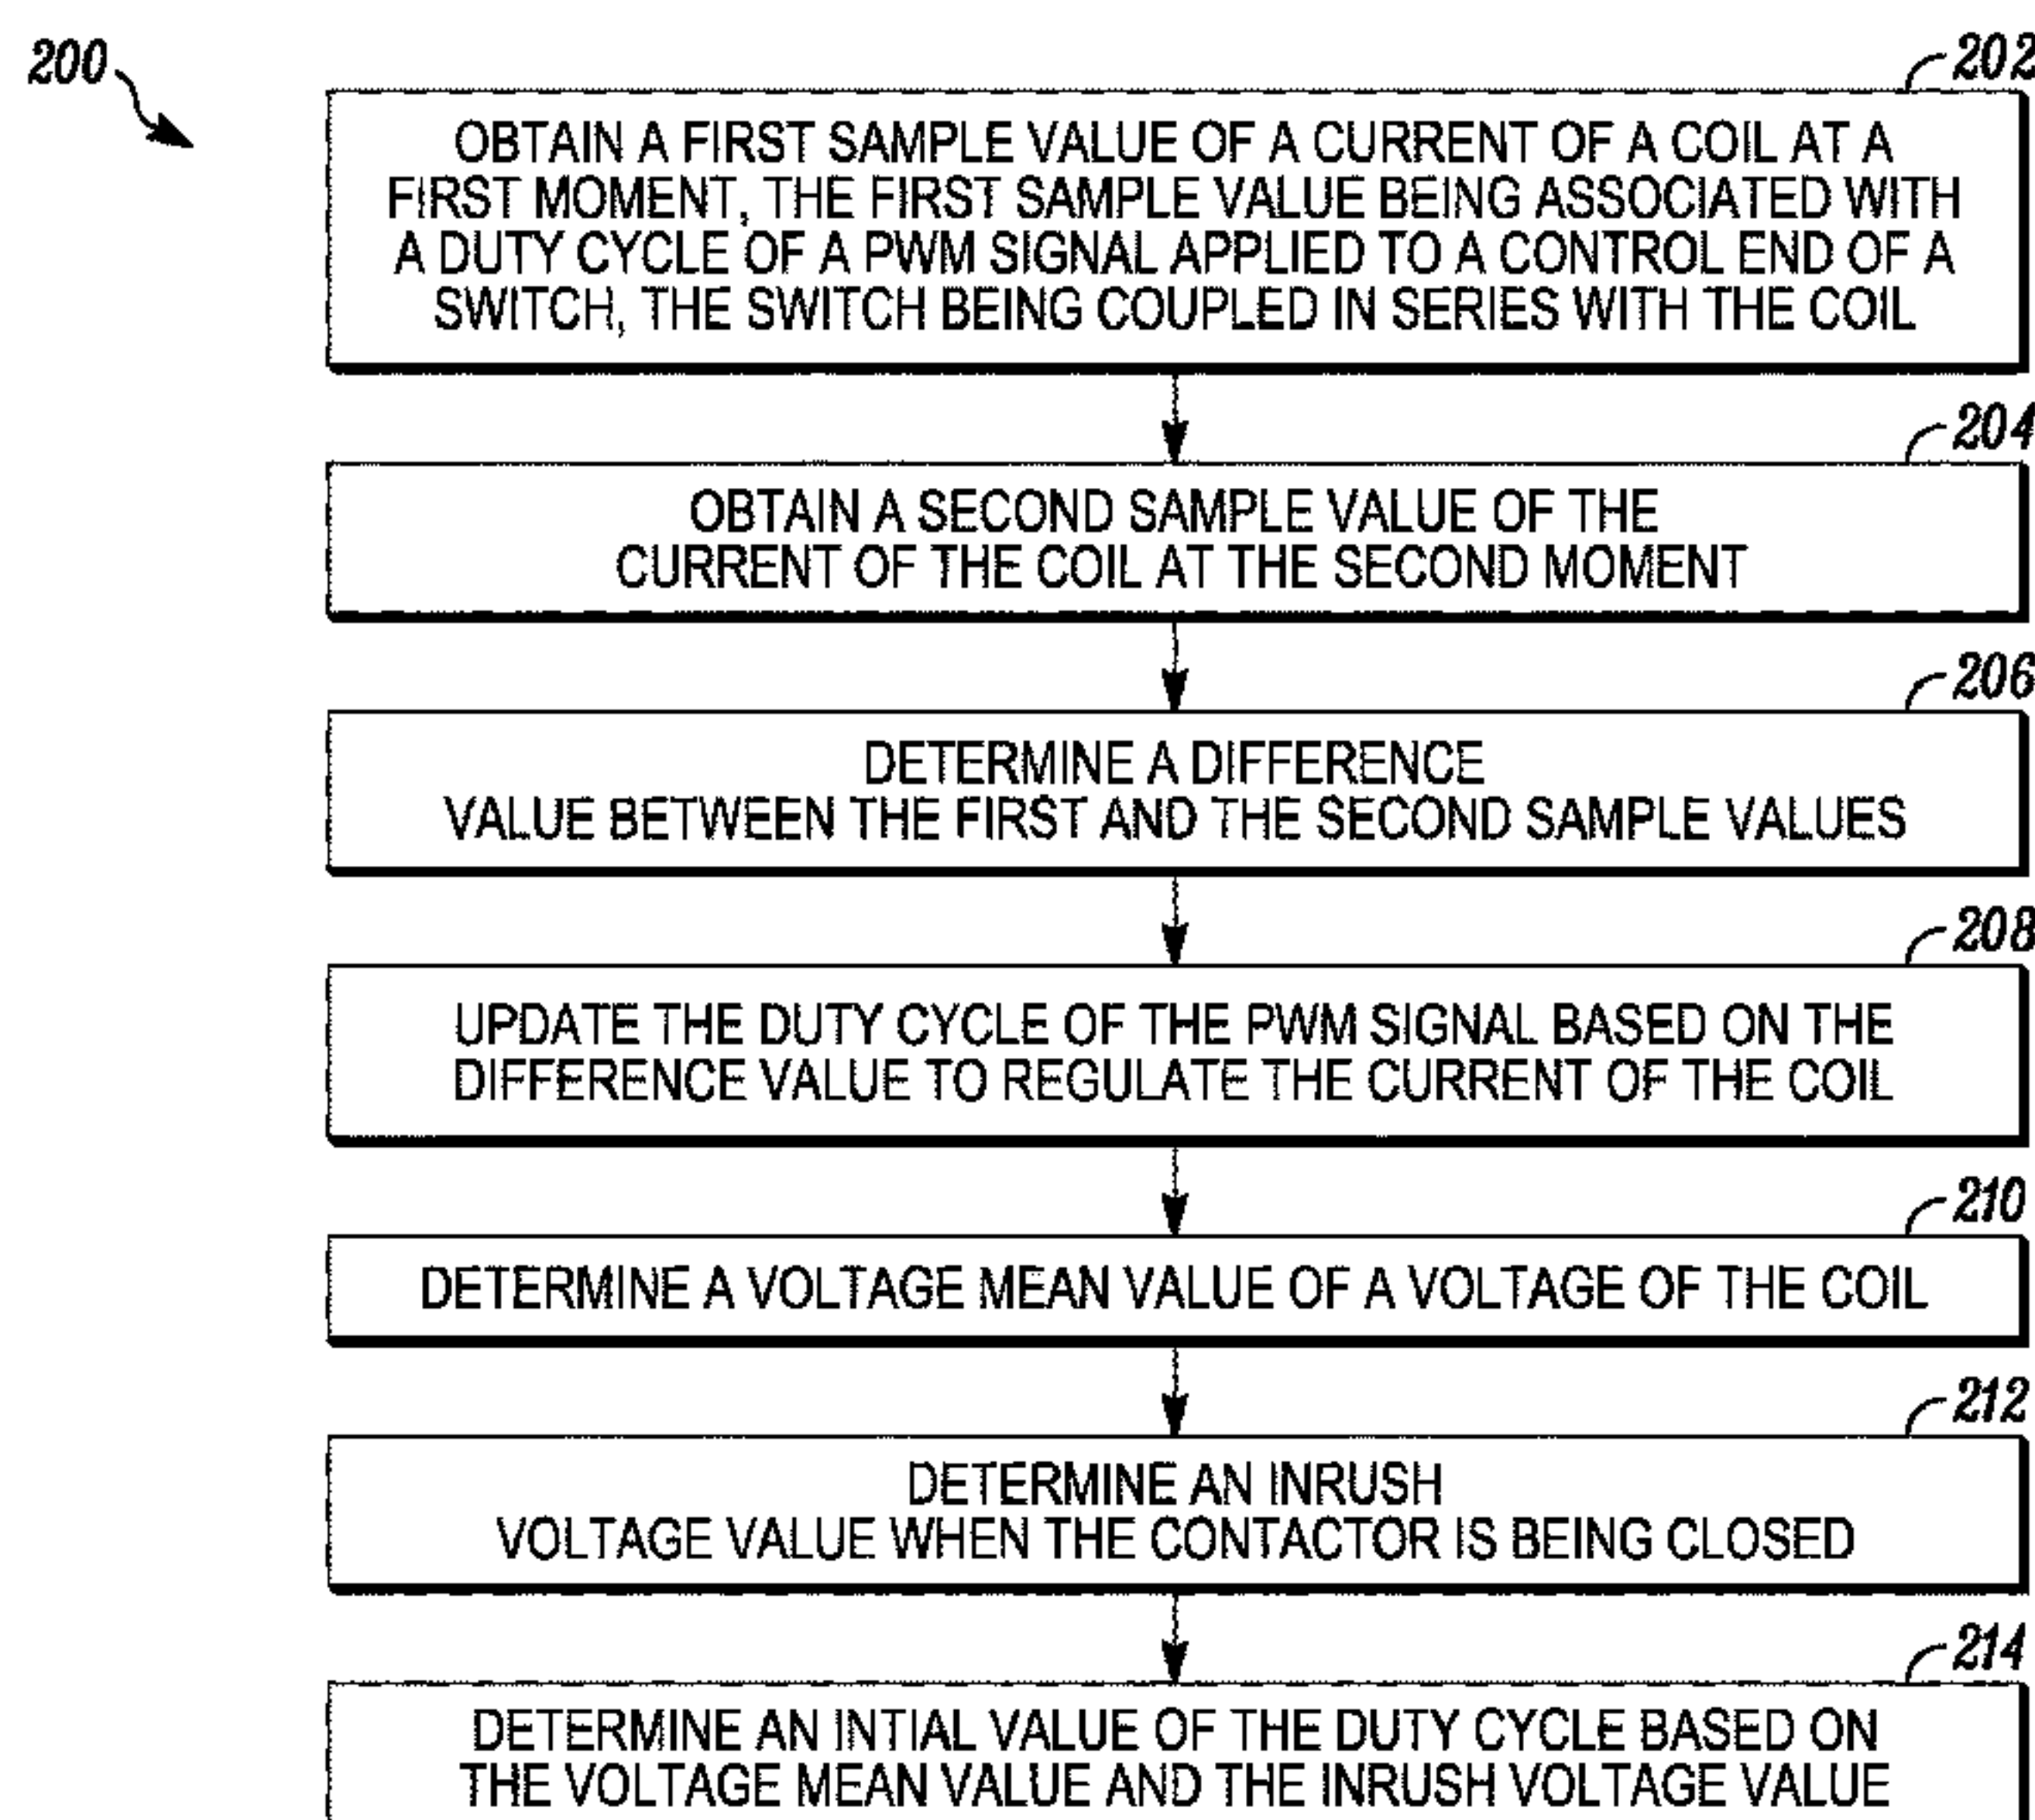 200
202
OBTAIN A FIRST SAMPLE VALUE OF A CURRENT OF A COIL AT A
FIRST MOMENT, THE FIRST SAMPLE VALUE BEING ASSOCIATED WITH
A DUTY CYCLE OF A PWM SIGNAL APPLIED TO A CONTROL END OF A
SWITCH, THE SWITCH BEING COUPLED IN SERIES WITH THE COIL
204
OBTAIN A SECOND SAMPLE VALUE OF THE
CURRENT OF THE COIL AT THE SECOND MOMENT
206
DETERMINE A DIFFERENCE
VALUE BETWEEN THE FIRST AND THE SECOND SAMPLE VALUES
208
UPDATE THE DUTY CYCLE OF THE PWM SIGNAL BASED ON THE
DIFFERENCE VALUE TO REGULATE THE CURRENT OF THE COIL
210
DETERMINE A VOLTAGE MEAN VALUE OF A VOLTAGE OF THE COIL
212
DETERMINE AN INRUSH
VOLTAGE VALUE WHEN THE CONTACTOR IS BEING CLOSED
214
DETERMINE AN INTIAL VALUE OF THE DUTY CYCLE BASED ON
THE VOLTAGE MEAN VALUE AND THE INRUSH VOLTAGE VALUE